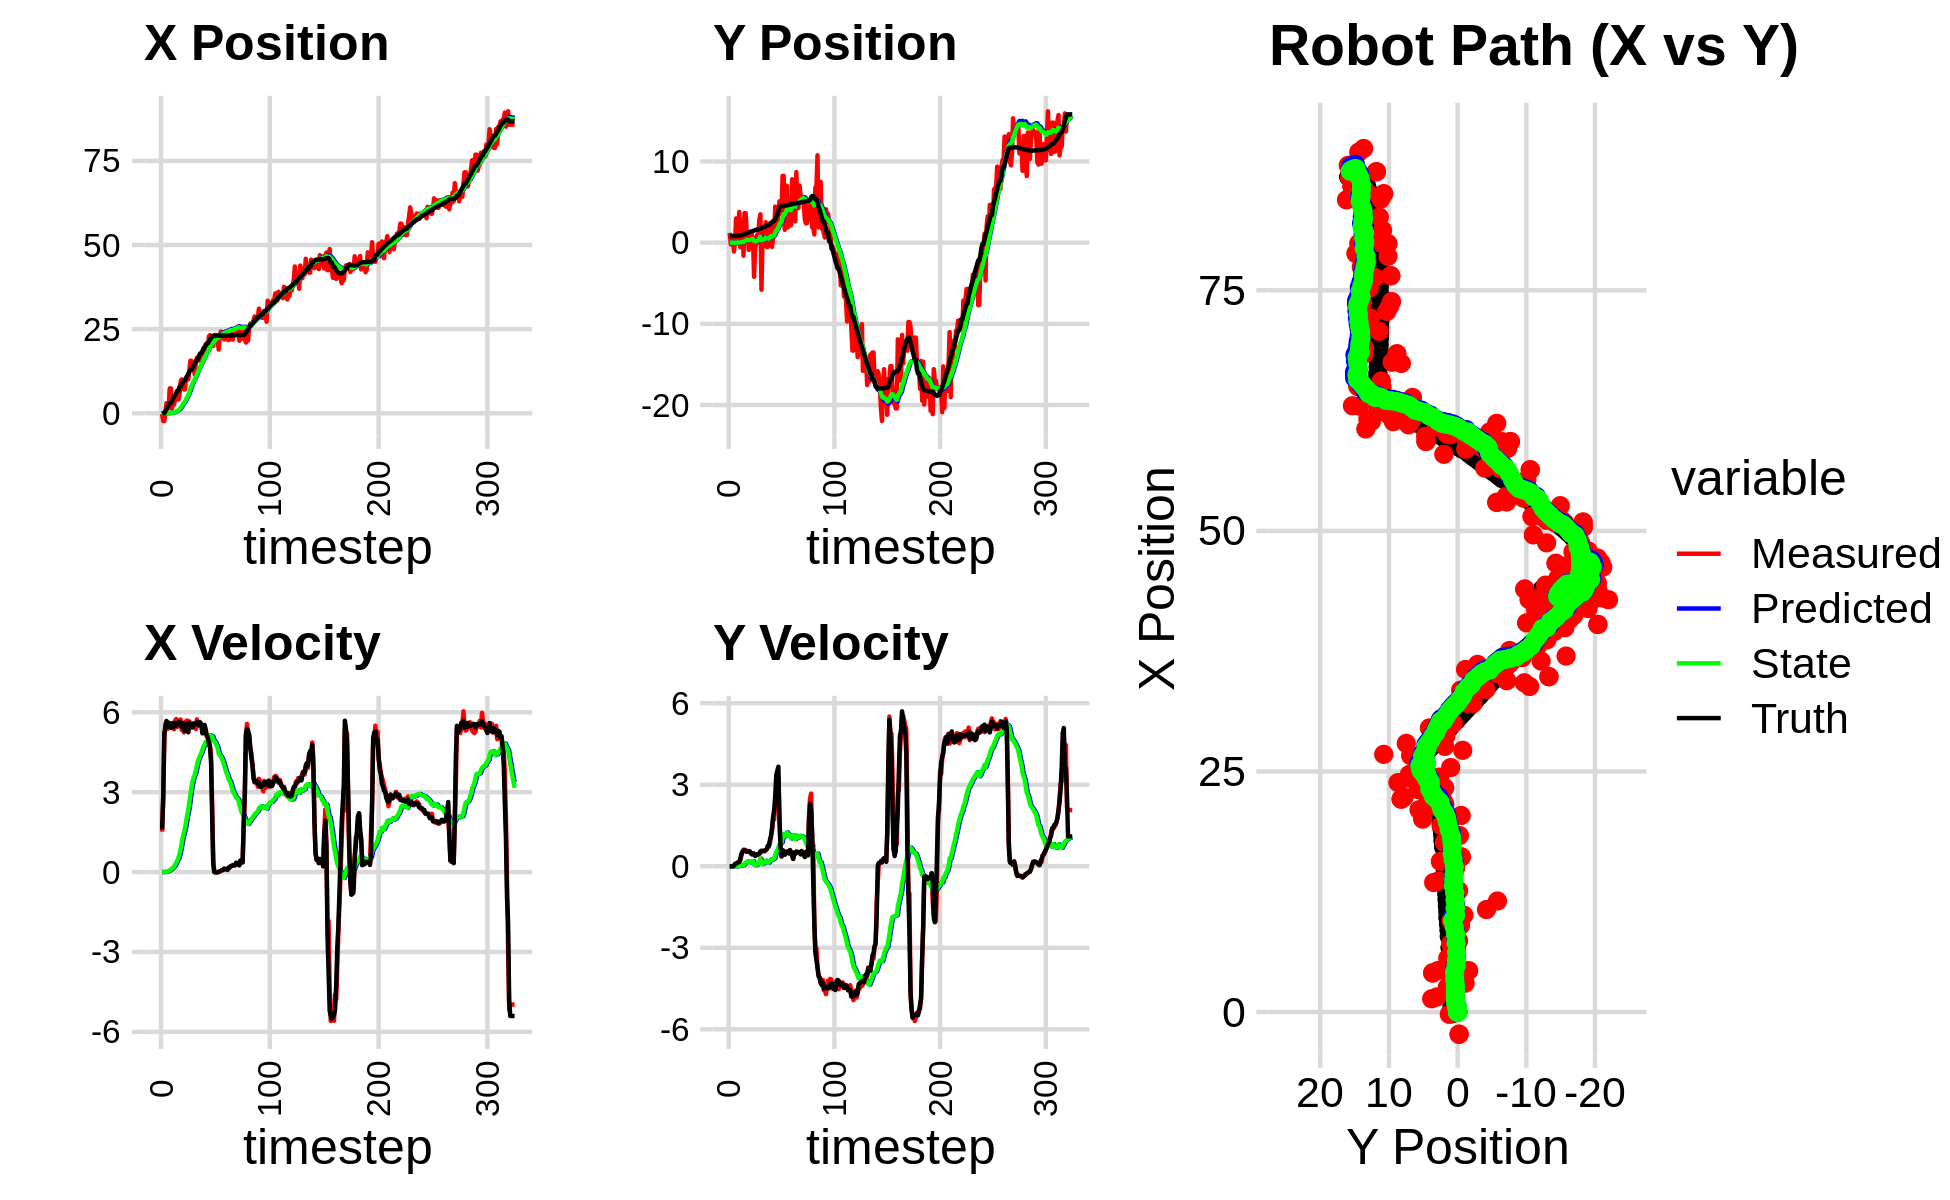 X Position
75
50
25
0
0
100
200
300
timestep
Y Position
10
0
-10
-20
0
100
200
300
timestep
X Velocity
6
3
0
-3
-6
0
100
200
300
timestep
Y Velocity
6
3
0
-3
-6
0
100
200
300
timestep
Robot Path (X vs Y)
X Position
75
50
25
0
20 10 0 -10 -20
Y Position
variable
Measured
Predicted
State
Truth